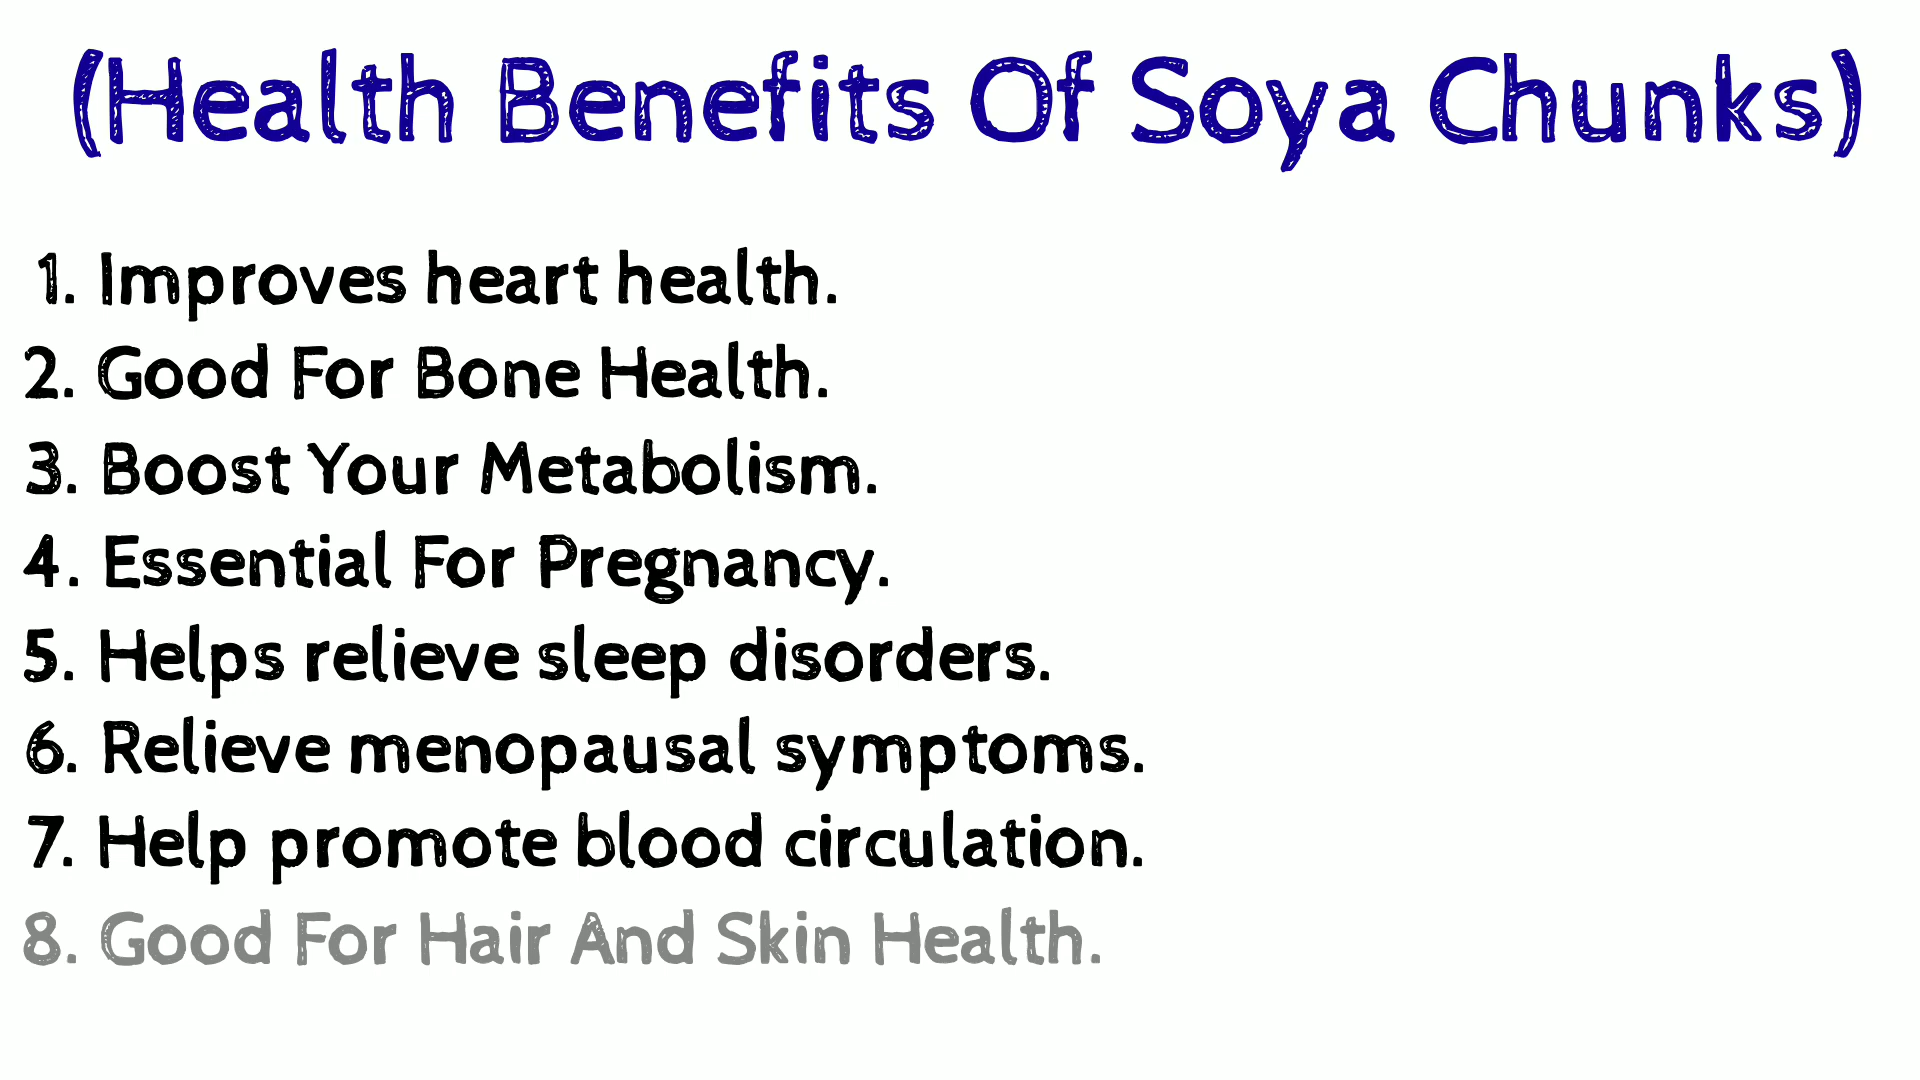 (Health Benefits Of Soya Chunks)
1. Improves heart health.
2. Good For Bone Health.
3. Boost Your Metabolism.
4. Essential For Pregnancy.
5. Helps relieve sleep disorders.
6. Relieve menopausal symptoms.
7. Help promote blood circulation.
8. Good For Hair And Skin Health.